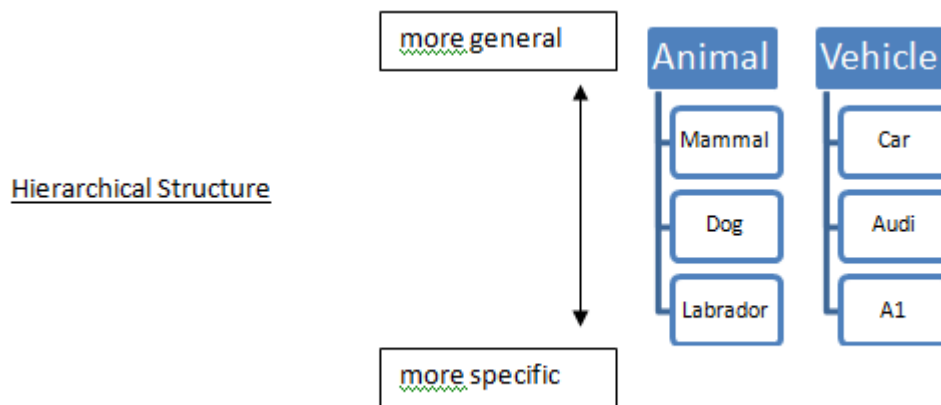 more general
Animal
Vehicle
Mammal
Car
Hierarchical Structure
Dog
Audi
Labrador
A1
more specific